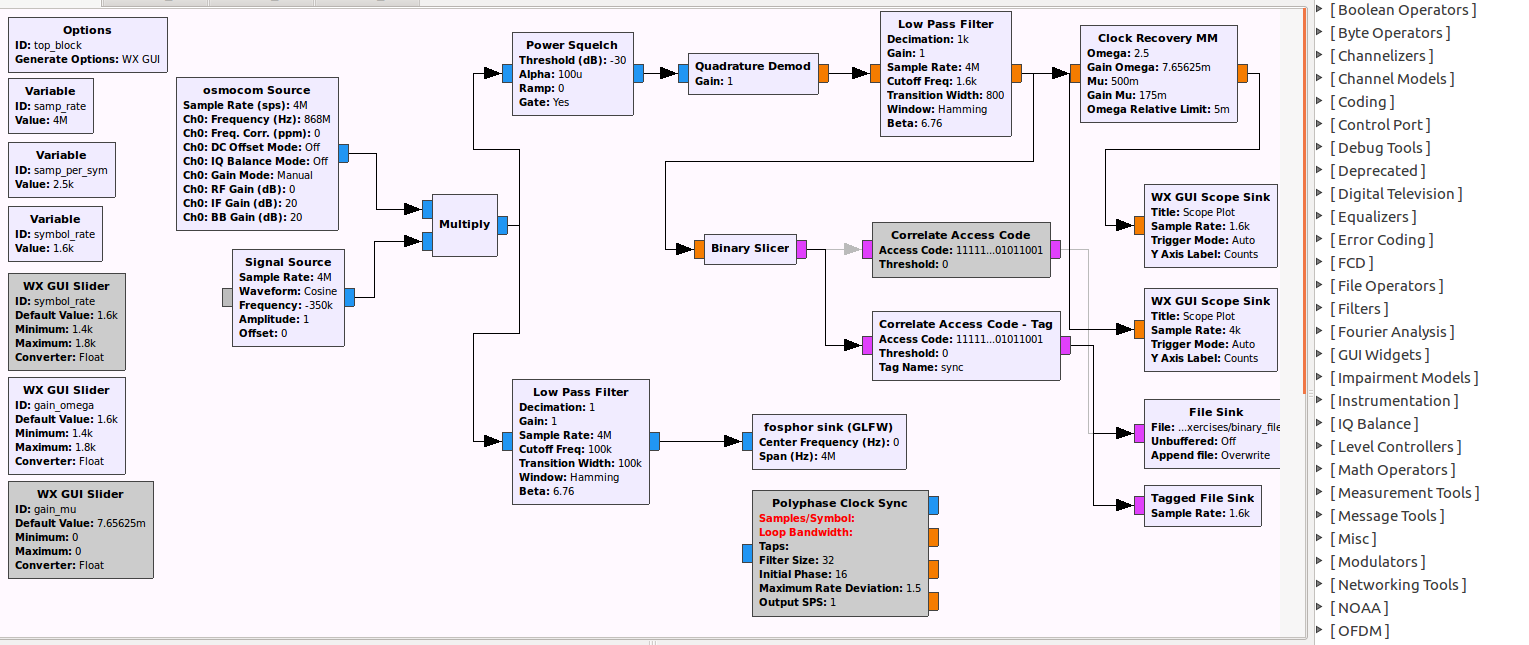 Options
ID: top_block
Generate Options: WX GUI
Variable
ID: samp_rate
Value: 4M
Variable
ID: samp_per_sym
Value: 2.5k
Variable
ID: symbol_rate
Value: 1.6k
WX GUI Slider
ID: symbol_rate
Default Value: 1.6k
Minimum: 1.4k
Maximum: 1.8k
Converter: Float
WX GUI Slider
ID: gain_omega
Default Value: 1.6k
Minimum: 1.4k
Maximum: 1.8k
Converter: Float
WX GUI Slider
ID: gain_mu
Default Value: 7.65625m
Minimum: 0
Maximum: 0
Converter: Float
osmocom Source
Sample Rate (sps): 4M
Ch0: Frequency (Hz): 868M
Ch0: Freq. Corr. (ppm): 0
Ch0: DC Offset Mode: Off
Ch0: IQ Balance Mode: Off
Ch0: Gain Mode: Manual
Ch0: RF Gain (dB): 0
Ch0: IF Gain (dB): 20
Ch0: BB Gain (dB): 20
Signal Source
Sample Rate: 4M
Waveform: Cosine
Frequency: -350k
Amplitude: 1
Offset: 0
Multiply
Power Squelch
Threshold (dB): -30
Alpha: 100u
Ramp: 0
Gate: Yes
Quadrature Demod
Gain: 1
Low Pass Filter
Decimation: 1k
Gain: 1
Sample Rate: 4M
Cutoff Freq: 1.6k
Transition Width: 800
Window: Hamming
Beta: 6.76
Clock Recovery MM
Omega: 2.5
Gain Omega: 7.65625m
Mu: 500m
Gain Mu: 175m
Omega Relative Limit: 5m
WX GUI Scope Sink
Title: Scope Plot
Sample Rate: 1.6k
Trigger Mode: Auto
Y Axis Label: Counts
Binary Slicer
Correlate Access Code
Access Code: 11111...01011001
Threshold: 0
WX GUI Scope Sink
Title: Scope Plot
Sample Rate: 4k
Trigger Mode: Auto
Y Axis Label: Counts
Correlate Access Code - Tag
Access Code: 11111...01011001
Threshold: 0
Tag Name: sync
Low Pass Filter
Decimation: 1
Gain: 1
Sample Rate: 4M
Cutoff Freq: 100k
Transition Width: 100k
Window: Hamming
Beta: 6.76
fosphor sink (GLFW)
Center Frequency (Hz): 0
Span (Hz): 4M
File Sink
File: ...xercises/binary_file
Unbuffered: Off
Append file: Overwrite
Tagged File Sink
Sample Rate: 1.6k
Polyphase Clock Sync
Samples/Symbol:
Loop Bandwidth:
Taps:
Filter Size: 32
Initial Phase: 16
Maximum Rate Deviation: 1.5
Output SPS: 1
[ Boolean Operators ]
[ Byte Operators ]
[ Channelizers ]
[ Channel Models ]
[ Coding ]
[ Control Port ]
[ Debug Tools ]
[ Deprecated ]
[ Digital Television ]
[ Equalizers ]
[ Error Coding ]
[ FCD ]
[ File Operators ]
[ Filters ]
[ Fourier Analysis ]
[ GUI Widgets ]
[ Impairment Models ]
[ Instrumentation ]
[ IQ Balance ]
[ Level Controllers ]
[ Math Operators ]
[ Measurement Tools ]
[ Message Tools ]
[ Misc ]
[ Modulators ]
[ Networking Tools ]
[ NOAA ]
[ OFDM ]